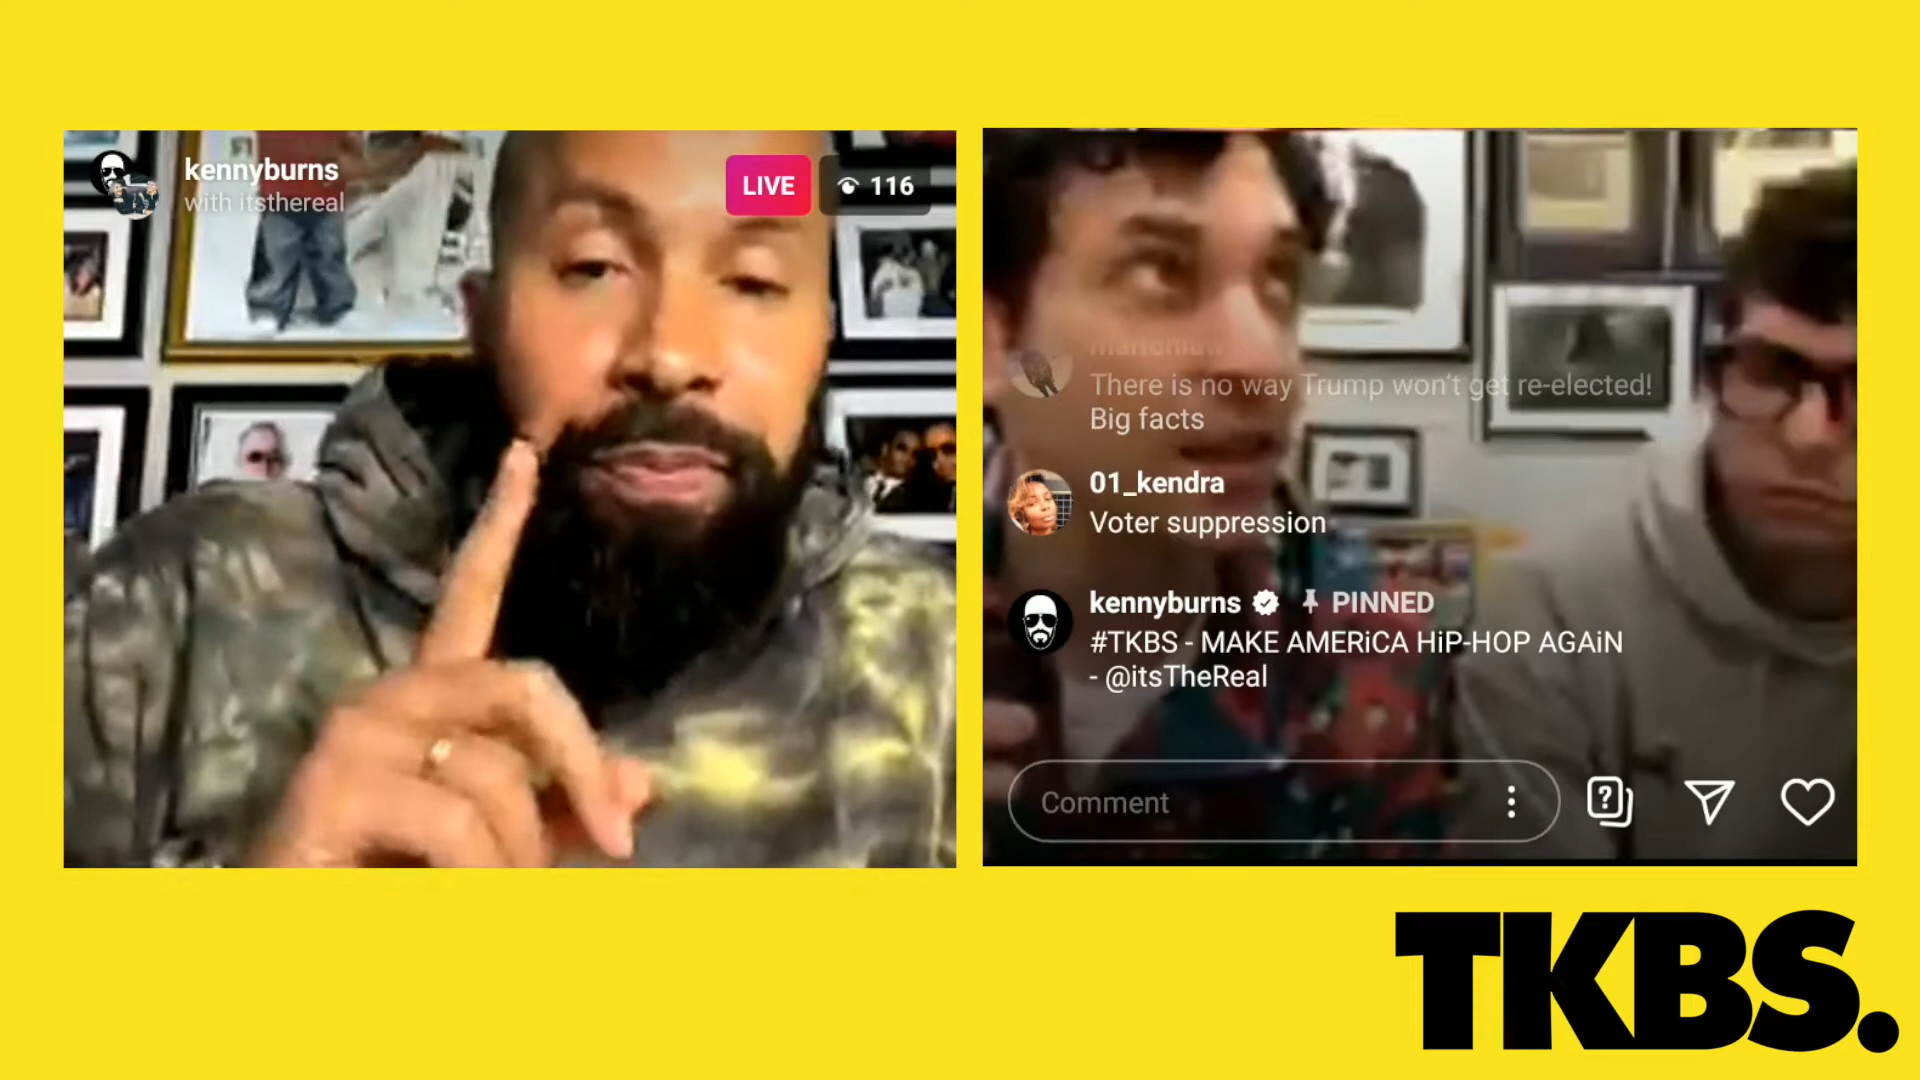 kennyburns
with itsthereal
LIVE
116
There is no way Trump won't get re-elected!
Big facts
01_kendra
Voter suppression
kennyburns PINNED
#TKBS - MAKE AMERiCA HiP-HOP AGAiN
- @itsTheReal
Comment
TKBS.